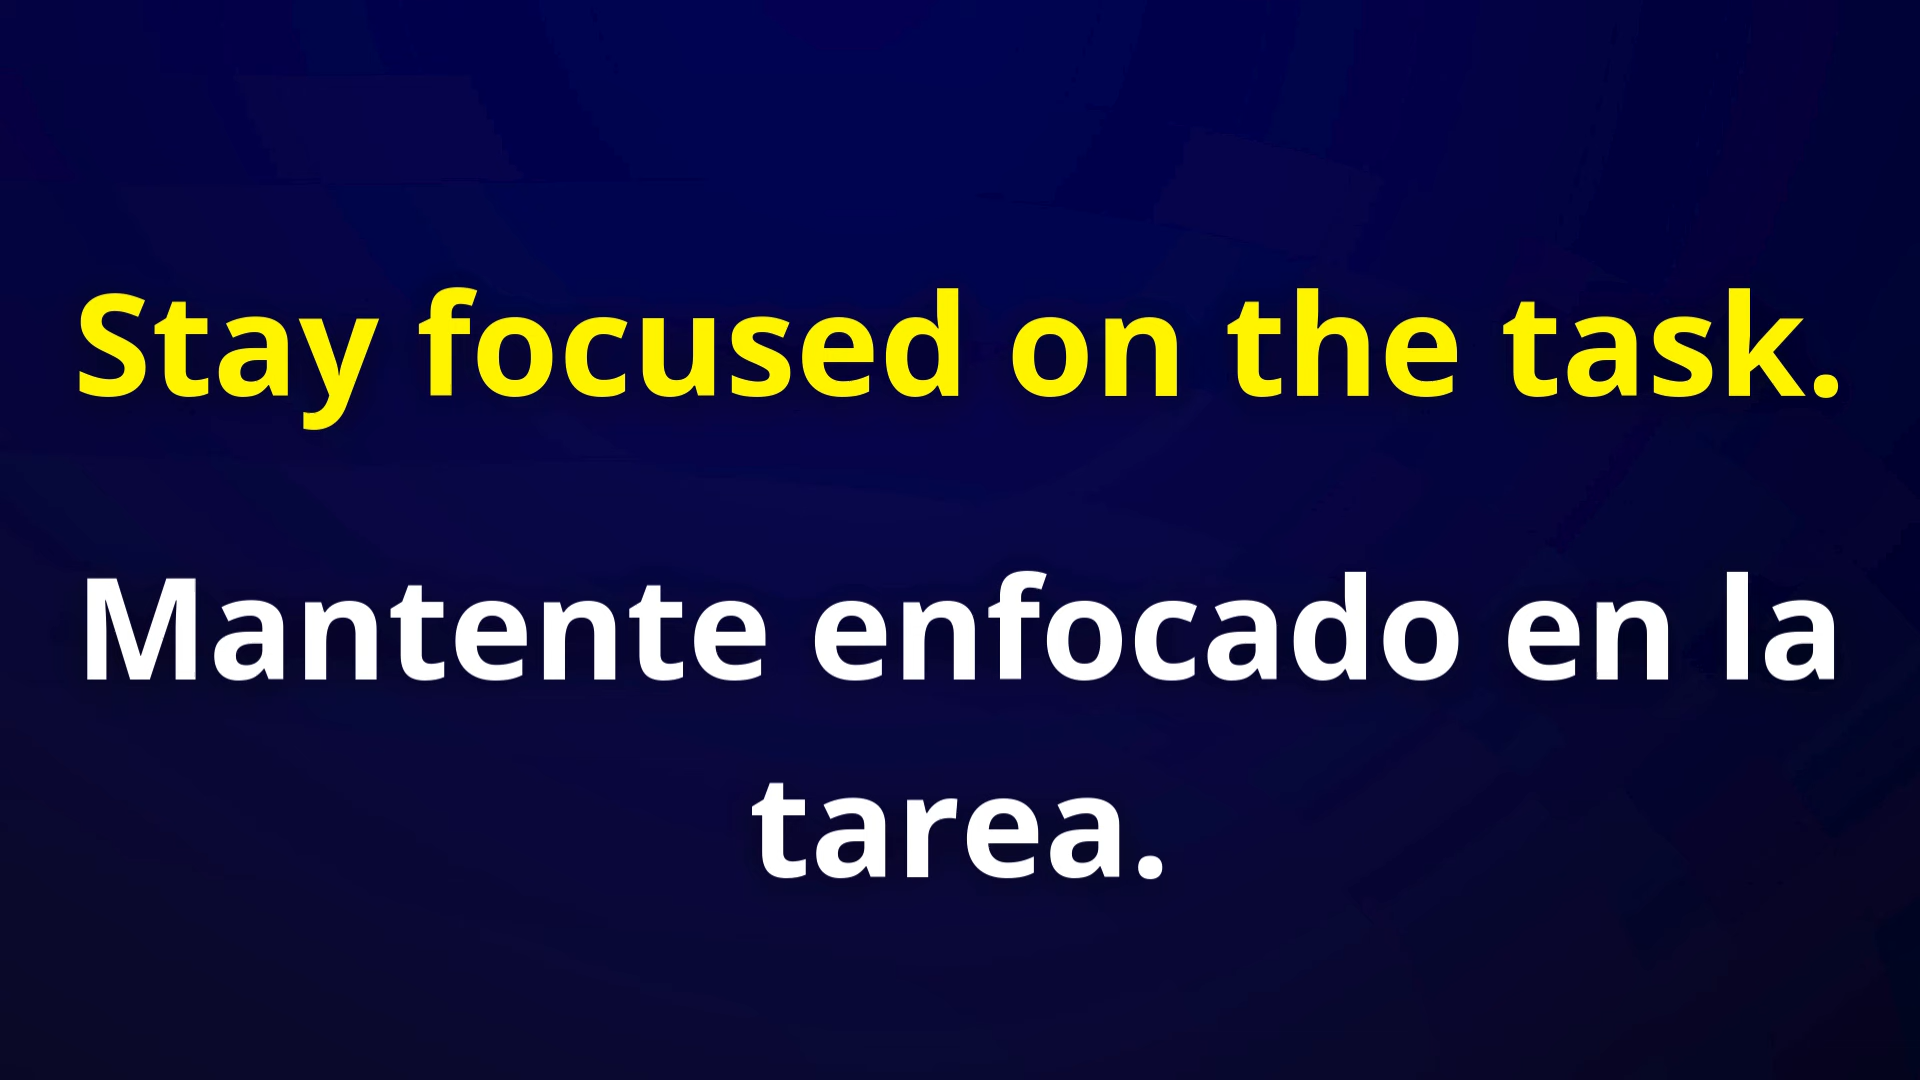 Stay focused on the task.
Mantente enfocado en la
tarea.